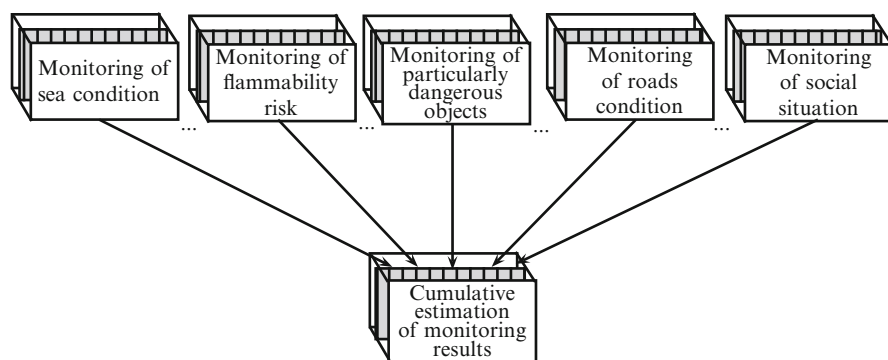 Monitoring of
sea condition
Monitoring of
flammability
risk
Monitoring of
particularly
dangerous
objects
Monitoring
of roads
condition
Monitoring
of social
situation
... ... ... ...
Cumulative
estimation
of monitoring
results